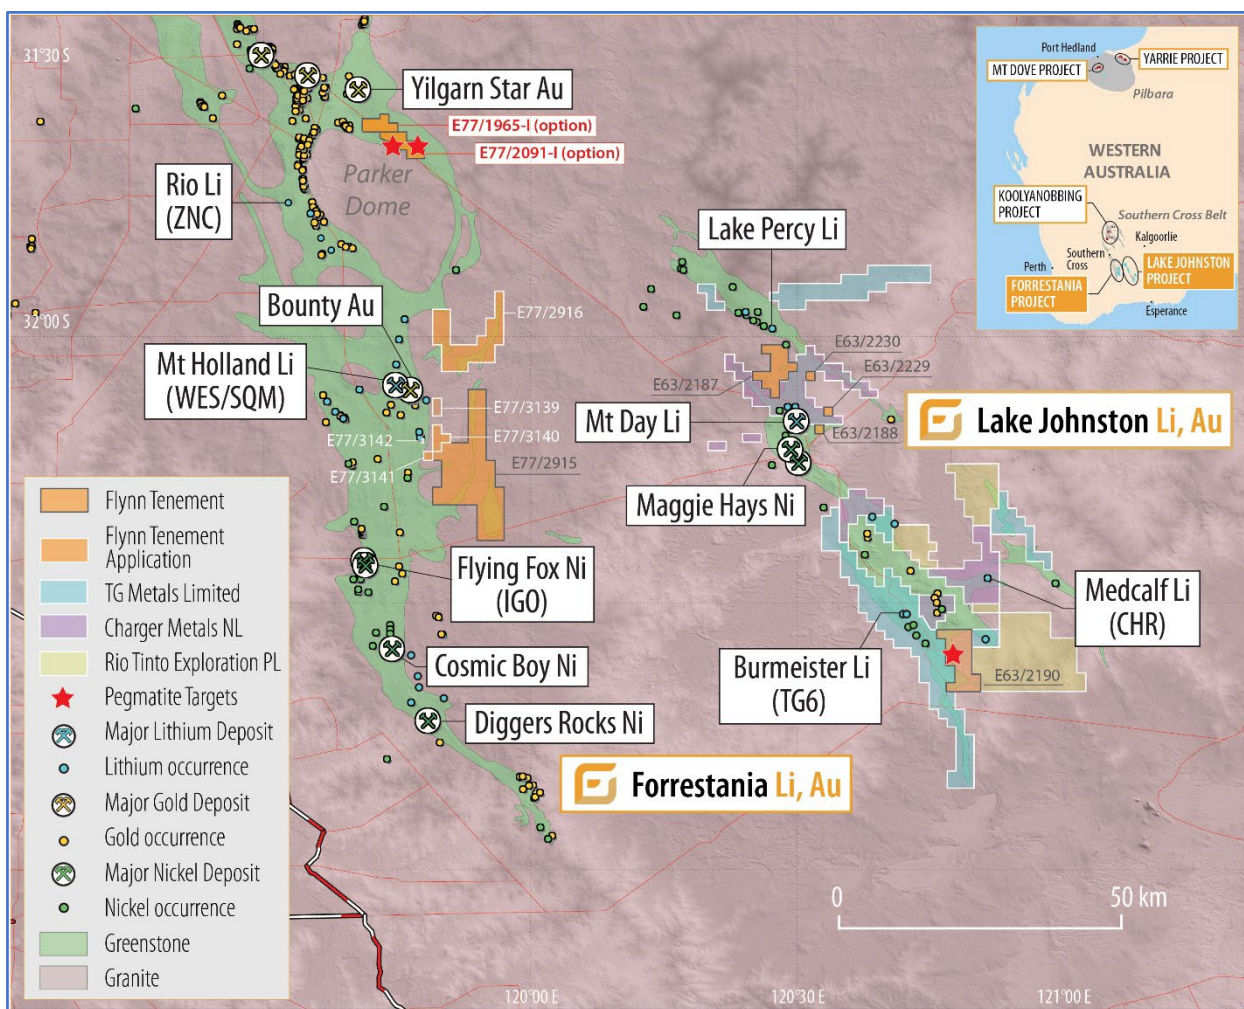 31°30 S
Yilgarn Star Au
E77/1965-I (option)
E77/2091-I (option)
Parker
Dome
Rio Li
(ZNC)
Lake Percy Li
Bounty Au
32°00 S
E77/2916
Mt Holland Li
(WES/SQM)
E77/3139
E77/3142
E77/3140
E77/3141
E77/2915
E63/2230
E63/2229
E63/2187
Mt Day Li
E63/2188
Lake Johnston Li, Au
Maggie Hays Ni
Flying Fox Ni
(IGO)
Medcalf Li
(CHR)
Cosmic Boy Ni
Burmeister Li
(TG6)
E63/2190
Diggers Rocks Ni
Forrestania Li, Au
0
50 km
120°00 E
120°30 E
121°00 E
Port Hedland
MT DOVE PROJECT
YARRIE PROJECT
Pilbara
WESTERN
AUSTRALIA
KOOLYANOBBING
PROJECT
Southern Cross Belt
Kalgoorlie
Southern
Cross
Perth
LAKE JOHNSTON
PROJECT
FORRESTANIA
PROJECT
Esperance
Flynn Tenement
Flynn Tenement
Application
TG Metals Limited
Charger Metals NL
Rio Tinto Exploration PL
Pegmatite Targets
Major Lithium Deposit
Lithium occurrence
Major Gold Deposit
Gold occurrence
Major Nickel Deposit
Nickel occurrence
Greenstone
Granite